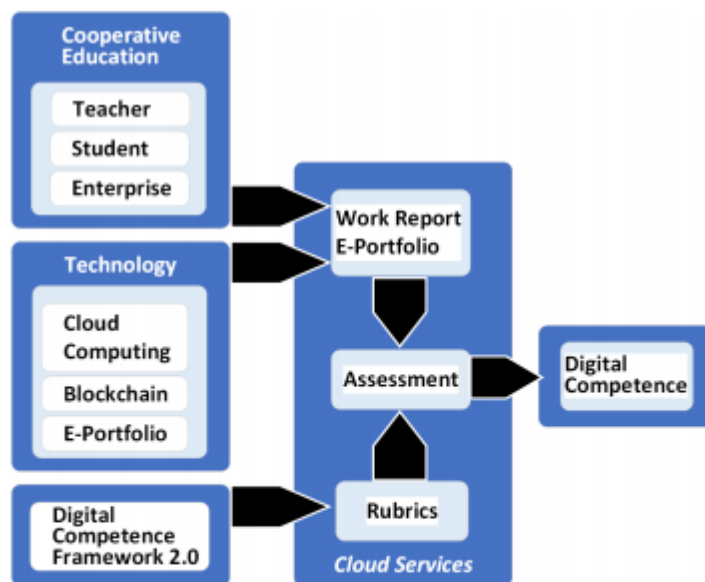 Cooperative
Education
Teacher
Student
Enterprise
Technology
Cloud
Computing
Blockchain
E-Portfolio
Digital
Competence
Framework 2.0
Work Report
E-Portfolio
Assessment
Rubrics
Cloud Services
Digital
Competence